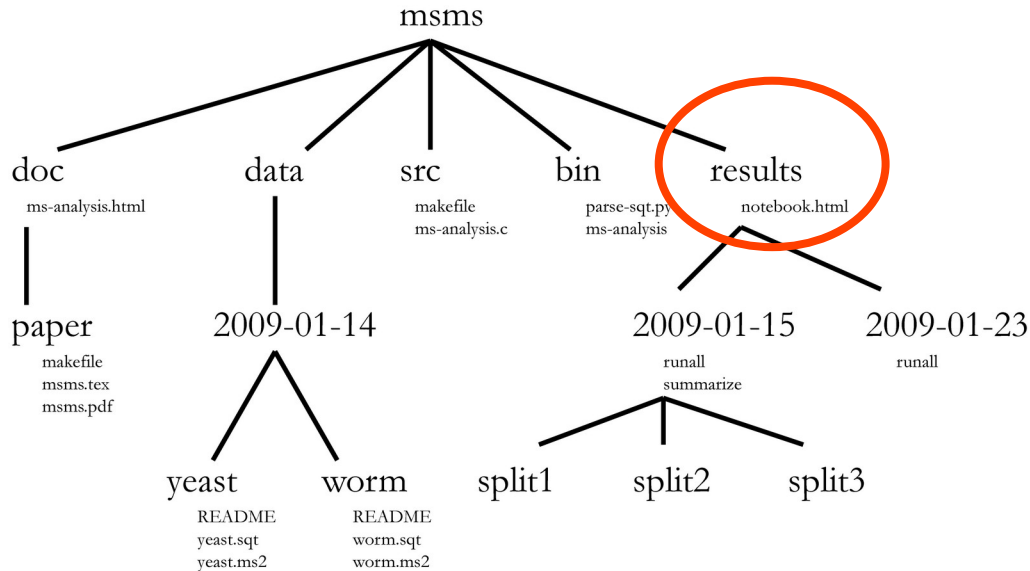 msms
doc
data
src
bin
results
ms-analysis.html
makefile
ms-analysis.c
parse-sqt.py
ms-analysis
notebook.html
paper
2009-01-14
2009-01-15
2009-01-23
makefile
msms.tex
msms.pdf
runall
summarize
runall
yeast
worm
split1
split2
split3
README
yeast.sqt
yeast.ms2
README
worm.sqt
worm.ms2